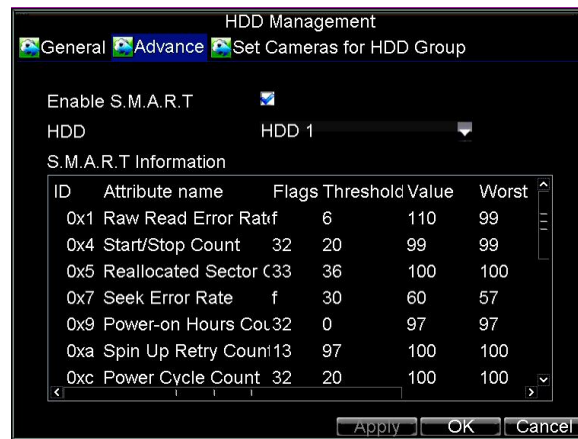 HDD Management
General Advance Set Cameras for HDD Group
Enable S.M.A.R.T
HDD HDD 1
S.M.A.R.T Information
ID Attribute name Flags Threshold Value Worst
0x1 Raw Read Error Rate f 6 110 99
0x4 Start/Stop Count 32 20 99 99
0x5 Reallocated Sector C 33 36 100 100
0x7 Seek Error Rate f 30 60 57
0x9 Power-on Hours Cou 32 0 97 97
0xa Spin Up Retry Count 13 97 100 100
0xc Power Cycle Count 32 20 100 100
Apply OK Cancel